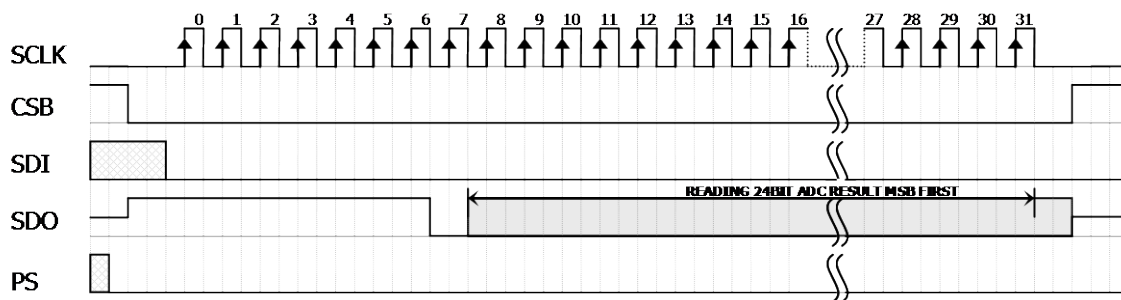 0 1 2 3 4 5 6 7 8 9 10 11 12 13 14 15 16 27 28 29 30 31
SCLK
CSB
SDI
READING 24BIT ADC RESULT MSB FIRST
SDO
PS